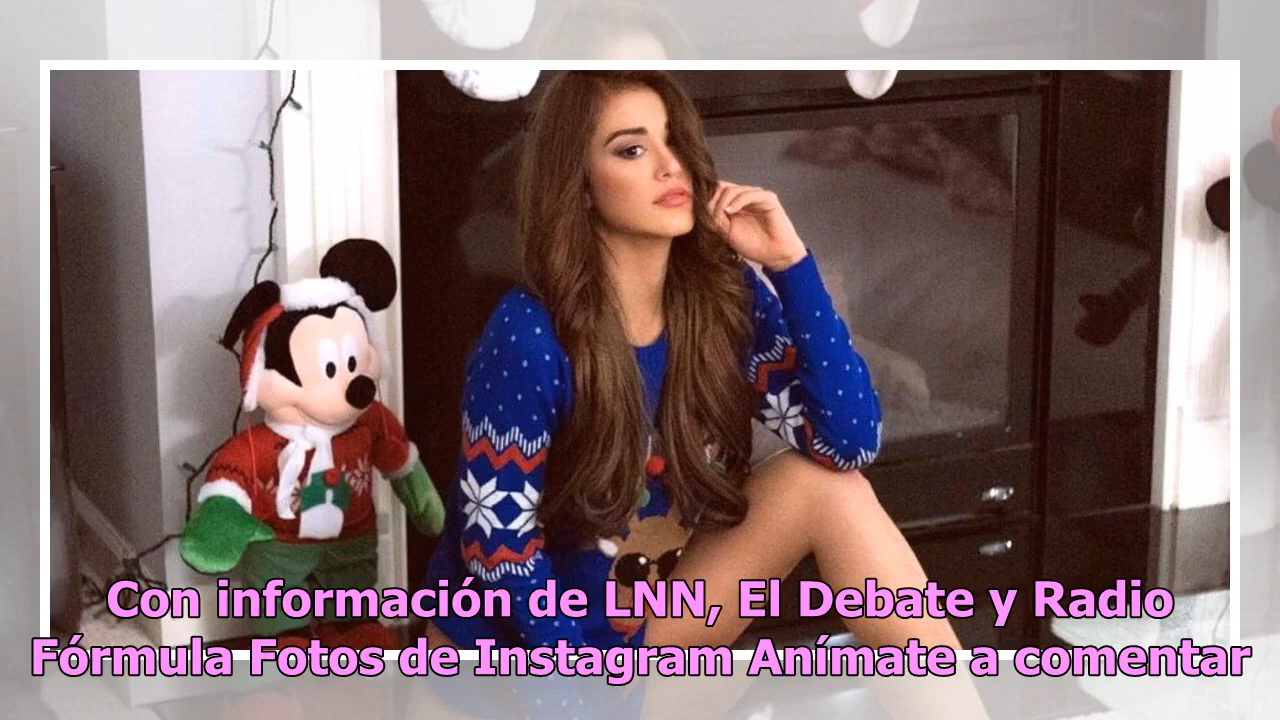 Con información de LNN, El Debate y Radio
Fórmula Fotos de Instagram Anímate a comentar